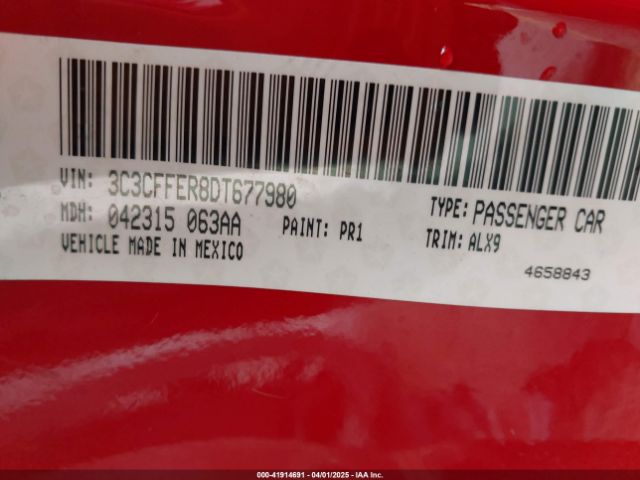 VIN: 3C3CFFER8DT677980
MDH: 042315 063AA PAINT: PR1
VEHICLE MADE IN MEXICO
TYPE: PASSENGER CAR
TRIM: ALX9
4658843
000-41914691 - 04/01/2025 - IAA Inc.